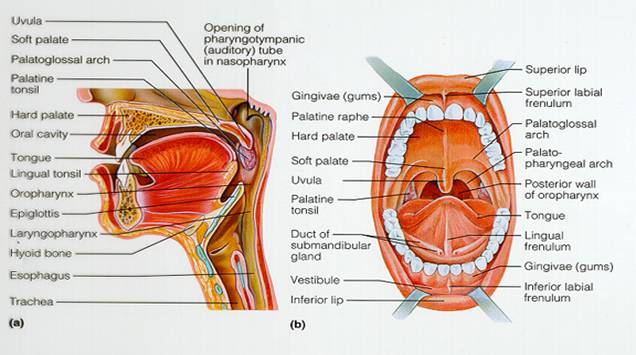 Uvula
Soft palate
Palatoglossal arch
Palatine
tonsil
Hard palate
Oral cavity
Tongue
Lingual tonsil
Oropharynx
Epiglottis
Laryngopharynx
Hyoid bone
Esophagus
Trachea
(a)
Opening of
pharyngotympanic
(auditory) tube
in nasopharynx
Gingivae (gums)
Palatine raphe
Hard palate
Soft palate
Uvula
Palatine
tonsil
Duct of
submandibular
gland
Vestibule
Inferior lip
(b)
Superior lip
Superior labial
frenulum
Palatoglossal
arch
Palato-
pharyngeal arch
Posterior wall
of oropharynx
Tongue
Lingual
frenulum
Gingivae (gums)
Inferior labial
frenulum